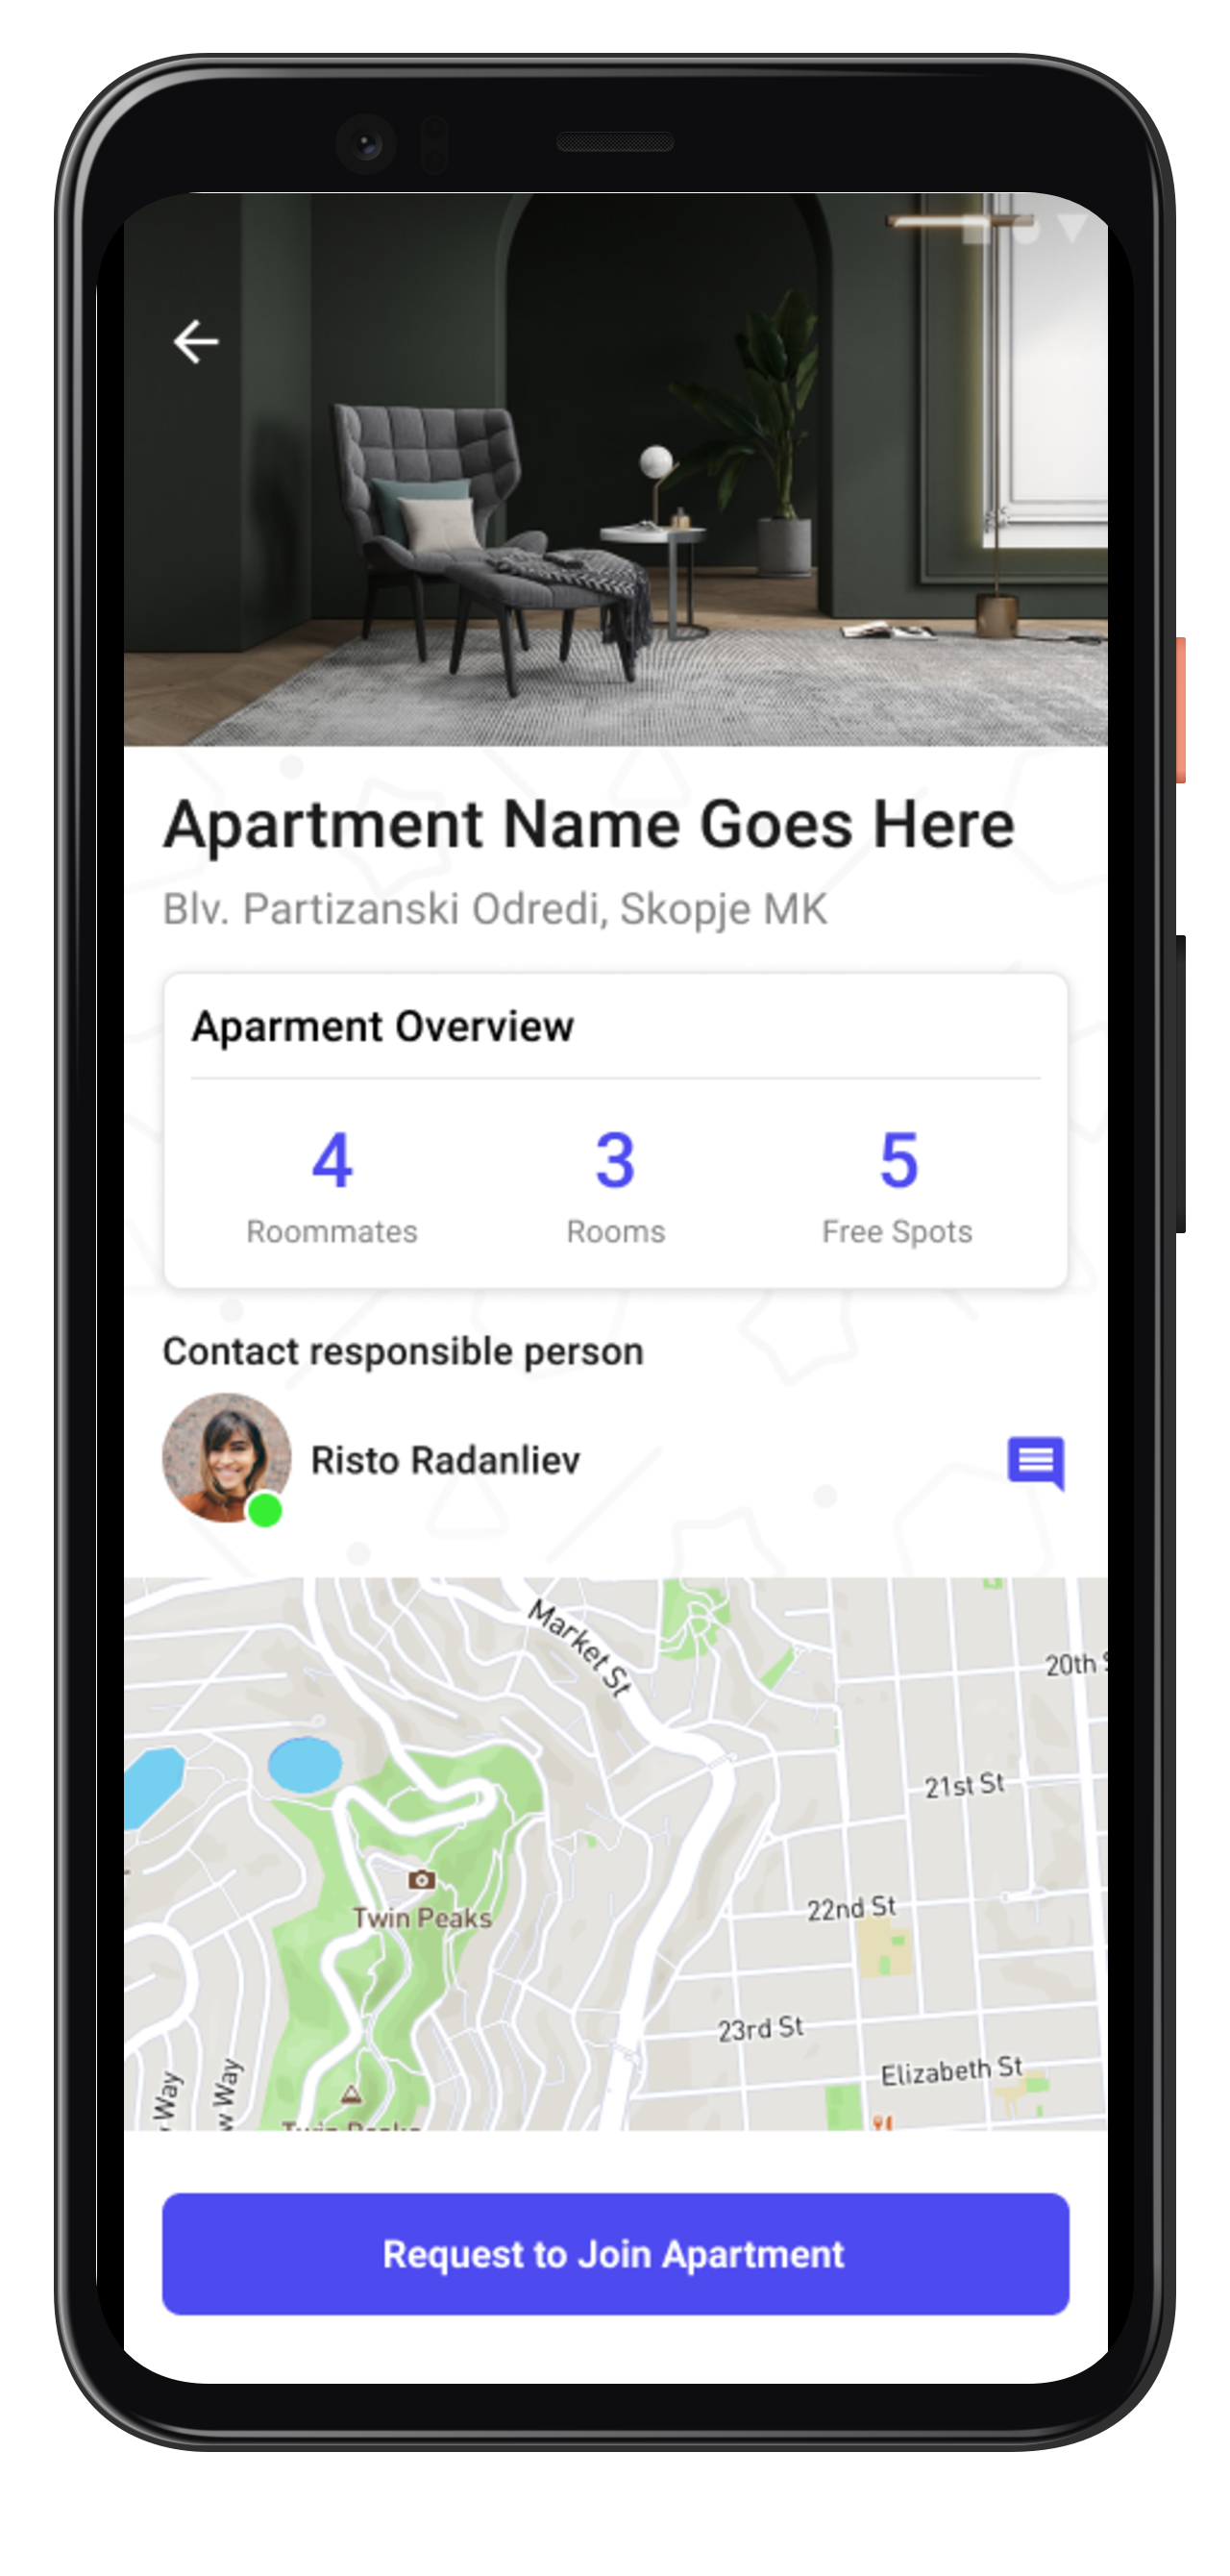 Apartment Name Goes Here
Blv. Partizanski Odredi, Skopje MK
Aparment Overview
4
3
5
Roommates
Rooms
Free Spots
Contact responsible person
Risto Radanliev
Market St
20th
21st St
Twin Peaks
22nd St
23rd St
Elizabeth St
Way
w Way
Twin Peaks
Request to Join Apartment